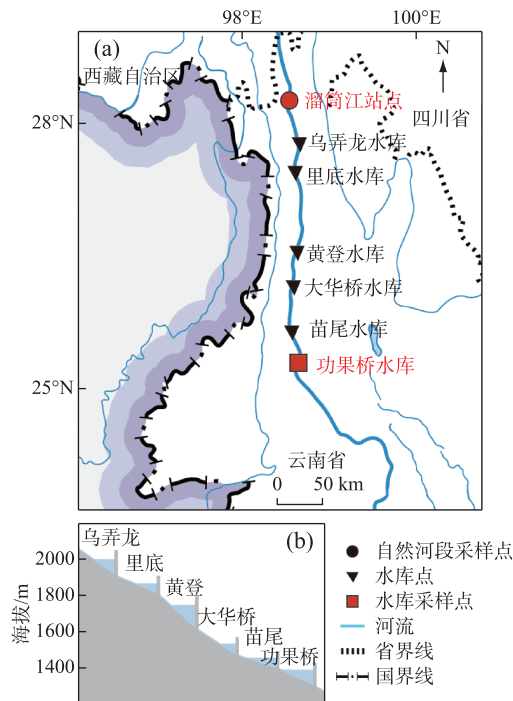 98°E
100°E
(a)
N
西藏自治区
溜筒江站点
四川省
28°N
乌弄龙水库
里底水库
黄登水库
大华桥水库
苗尾水库
功果桥水库
25°N
云南省
0 50 km
(b)
乌弄龙
里底
黄登
大华桥
苗尾
功果桥
海拔/m
2000
1800
1600
1400
自然河段采样点
水库点
水库采样点
河流
省界线
国界线